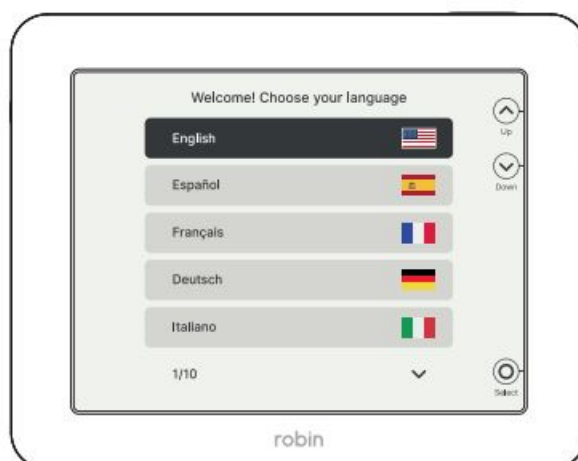 Welcome! Choose your language
English
Up
Español
Down
Français
Deutsch
Italiano
1/10
Select
robin